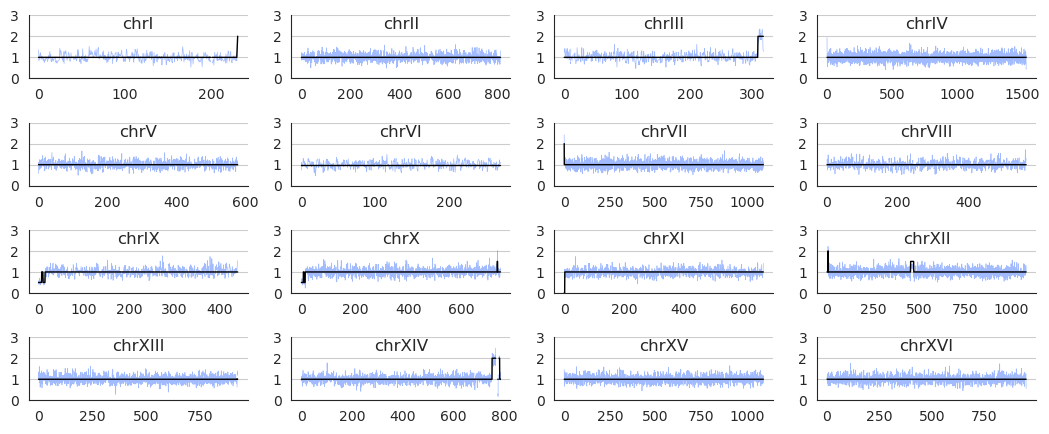 chrI chrII chrIII chrIV
3 3 3 3
2 2 2 2
1 1 1 1
0 0 0 0
0 100 200 0 200 400 600 800 0 100 200 300 0 500 1000 1500
chrV chrVI chrVII chrVIII
3 3 3 3
2 2 2 2
1 1 1 1
0 0 0 0
0 200 400 600 0 100 200 0 250 500 750 1000 0 200 400
chrIX chrX chrXI chrXII
3 3 3 3
2 2 2 2
1 1 1 1
0 0 0 0
0 100 200 300 400 0 200 400 600 0 200 400 600 0 250 500 750 1000
chrXIII chrXIV chrXV chrXVI
3 3 3 3
2 2 2 2
1 1 1 1
0 0 0 0
0 250 500 750 0 200 400 600 800 0 250 500 750 1000 0 250 500 750